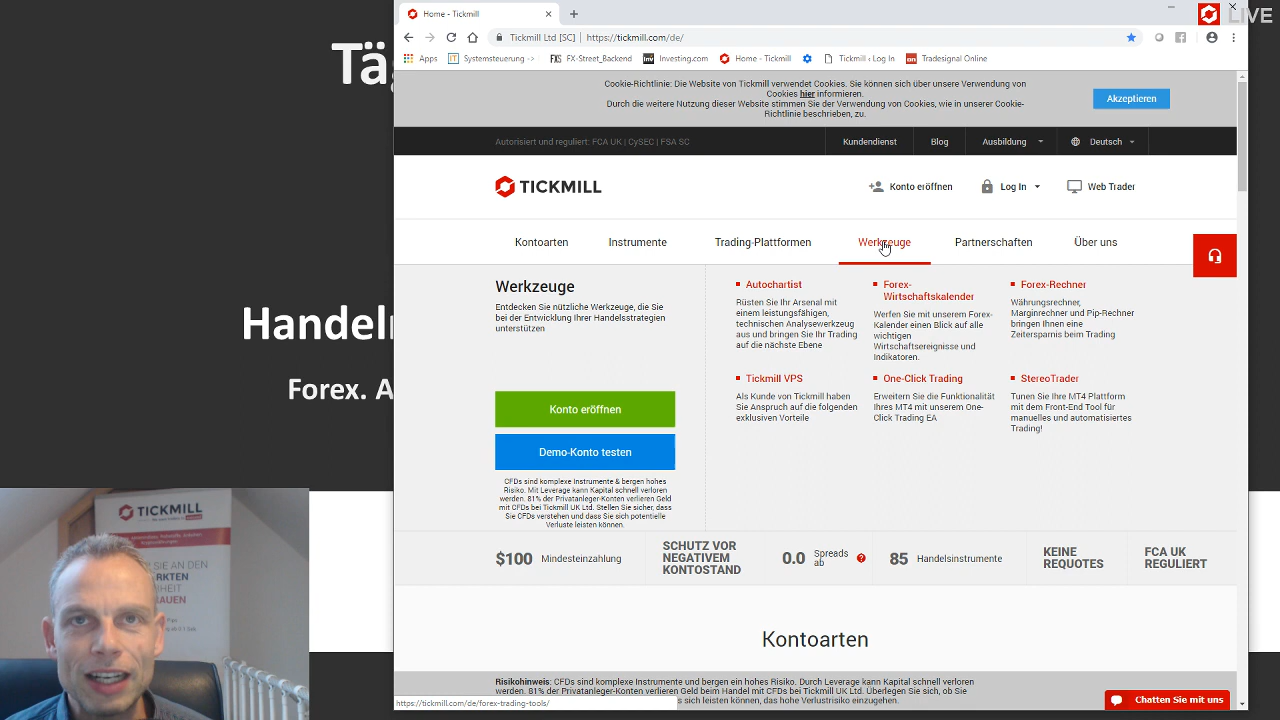 LIVE
Tä
Handel
Forex. A
Home - Tickmill
Tickmill Ltd [SC] https://tickmill.com/de/
Apps
Systemsteuerung ->
FX-Street_Backend
Investing.com
Home - Tickmill
Tickmill ‹ Log In
Tradesignal Online
Cookie-Richtlinie: Die Website von Tickmill verwendet Cookies. Sie können sich über unsere Verwendung von
Cookies hier informieren.
Durch die weitere Nutzung dieser Website stimmen Sie der Verwendung von Cookies, wie in unserer Cookie-
Richtlinie beschrieben, zu.
Akzeptieren
Autorisiert und reguliert: FCA UK | CySEC | FSA SC
Kundendienst
Blog
Ausbildung
Deutsch
TICKMILL
Konto eröffnen
Log In
Web Trader
Kontoarten
Instrumente
Trading-Plattformen
Werkzeuge
Partnerschaften
Über uns
Werkzeuge
Entdecken Sie nützliche Werkzeuge, die Sie
bei der Entwicklung Ihrer Handelsstrategien
unterstützen
Konto eröffnen
Demo-Konto testen
CFDs sind komplexe Instrumente & bergen hohes
Risiko. Mit Leverage kann Kapital schnell verloren
werden. 81% der Privatanleger-Konten verlieren Geld
mit CFDs bei Tickmill UK Ltd. Stellen Sie sicher, dass
Sie CFDs verstehen und dass Sie sich potentielle
Verluste leisten können.
Autochartist
Rüsten Sie Ihr Arsenal mit
einem leistungsfähigen,
technischen Analysewerkzeug
aus und bringen Sie Ihr Trading
auf die nächste Ebene
Forex-
Wirtschaftskalender
Werfen Sie mit unserem Forex-
Kalender einen Blick auf alle
wichtigen
Wirtschaftsereignisse und
Indikatoren.
Forex-Rechner
Währungsrechner,
Marginrechner und Pip-Rechner
bringen Ihnen eine
Zeitersparnis beim Trading
Tickmill VPS
Als Kunde von Tickmill haben
Sie Anspruch auf die folgenden
exklusiven Vorteile
One-Click Trading
Erweitern Sie die Funktionalität
Ihres MT4 mit unserem One-
Click Trading EA
StereoTrader
Tunen Sie Ihre MT4 Plattform
mit dem Front-End Tool für
manuelles und automatisiertes
Trading!
$100 Mindesteinzahlung
SCHUTZ VOR
NEGATIVEM
KONTOSTAND
0.0 Spreads
ab
85 Handelsinstrumente
KEINE
REQUOTES
FCA UK
REGULIERT
Kontoarten
Risikohinweis: CFDs sind komplexe Instrumente und bergen ein hohes Risiko. Durch Leverage kann Kapital schnell verloren
werden. 81% der Privatanleger-Konten verlieren Geld beim Handel mit CFDs bei Tickmill UK Ltd. Überlegen Sie sich, ob Sie
s sich leisten können, das hohe Verlustrisiko einzugehen.
https://tickmill.com/de/forex-trading-tools/
Chatten Sie mit uns
TICKMILL
SIE AN DEN
RKTEN
HEIT
AUEN